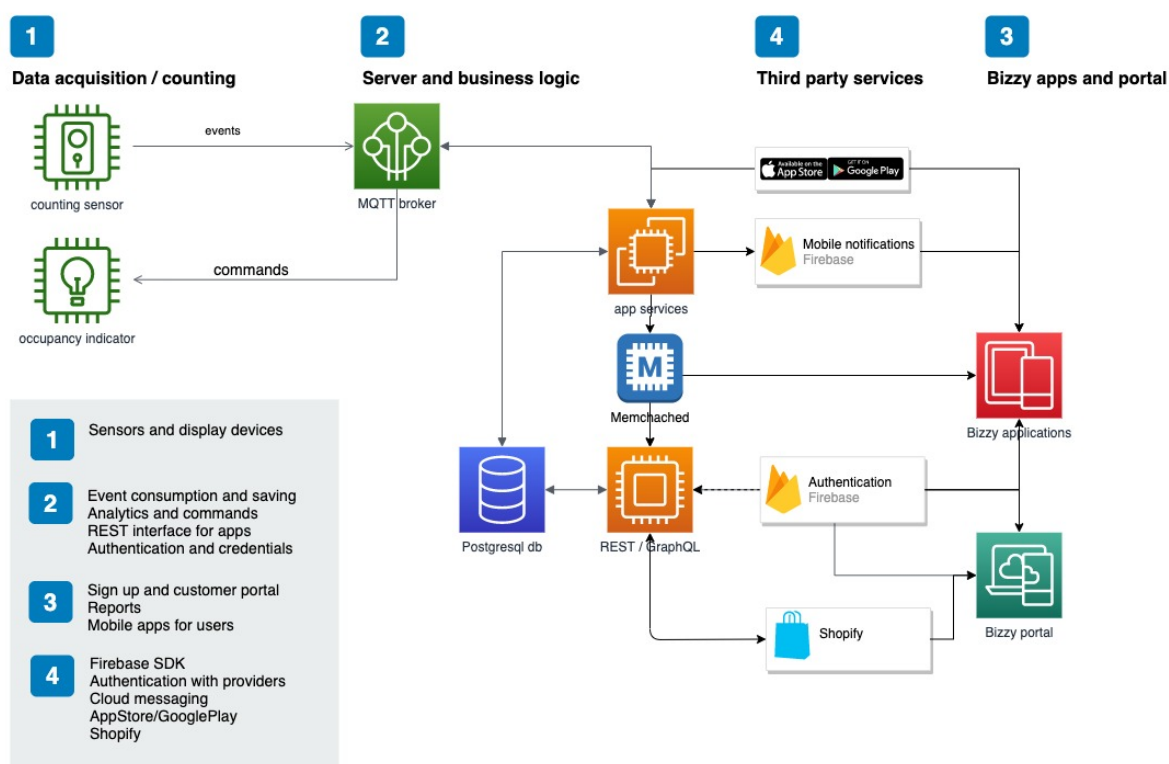 1
2
4
3
Data acquisition / counting
Server and business logic
Third party services
Bizzy apps and portal
events
counting sensor
MQTT broker
Available on the
App Store
GET IT ON
Google Play
commands
occupancy indicator
app services
Mobile notifications
Firebase
M
Memchached
Bizzy applications
Postgresql db
REST / GraphQL
Authentication
Firebase
Shopify
Bizzy portal
1
Sensors and display devices
2
Event consumption and saving
Analytics and commands
REST interface for apps
Authentication and credentials
3
Sign up and customer portal
Reports
Mobile apps for users
4
Firebase SDK
Authentication with providers
Cloud messaging
AppStore/GooglePlay
Shopify